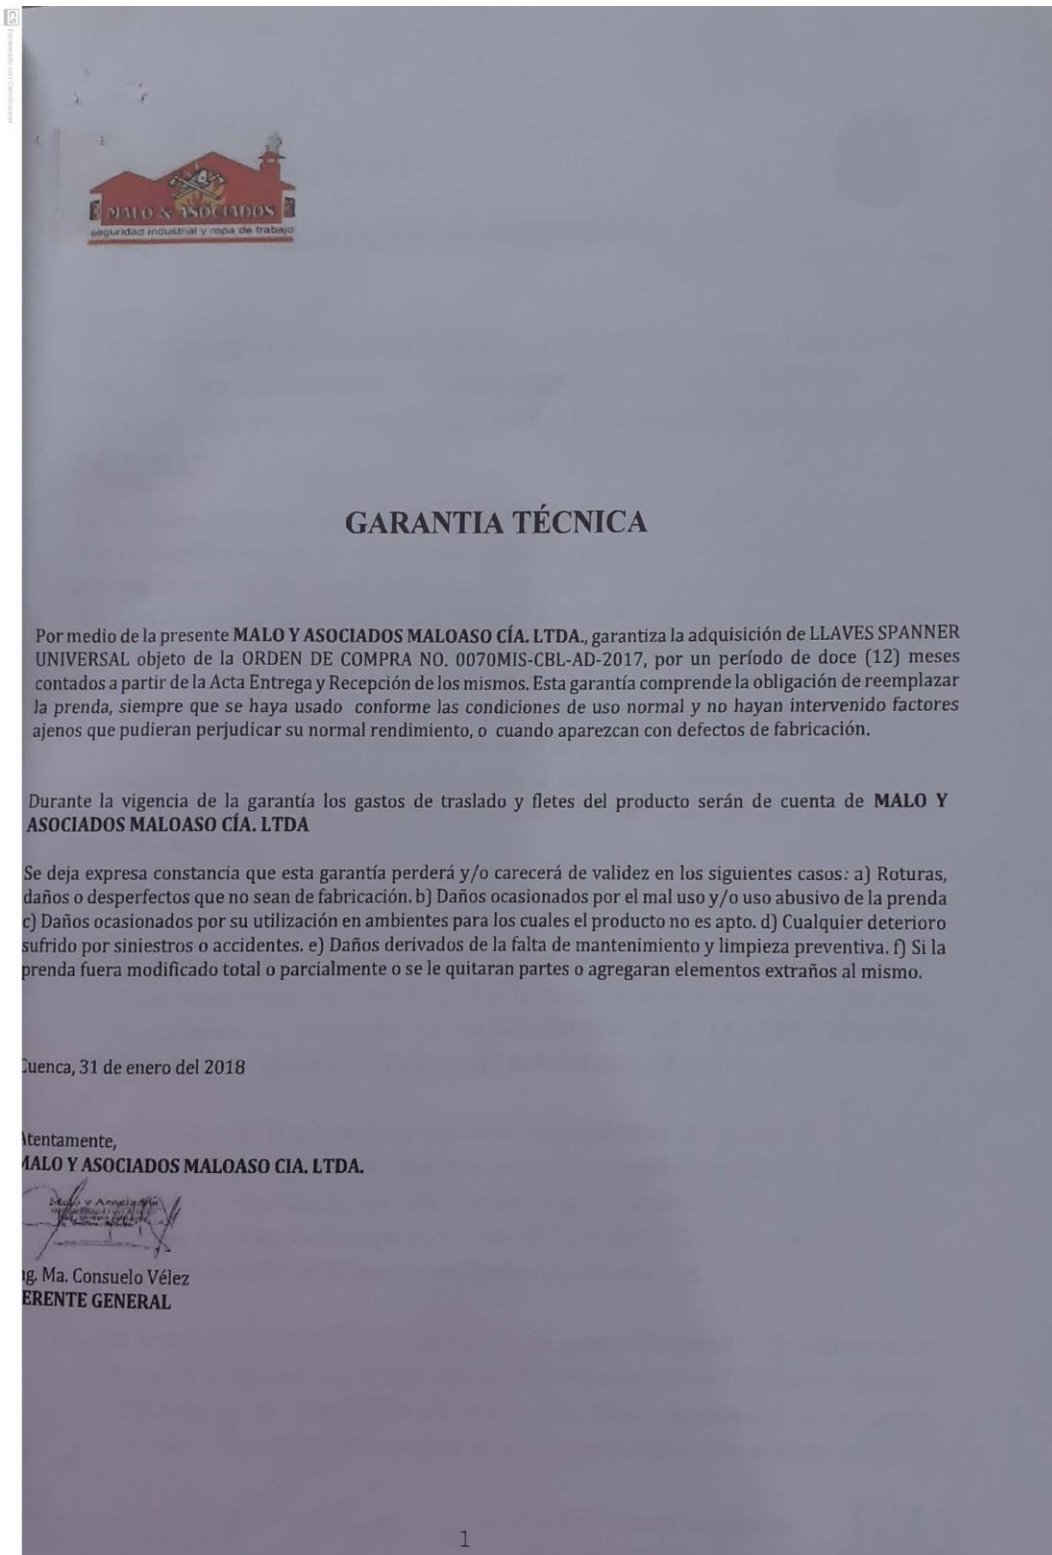 CS Escaneado con CamScanner
MALO & ASOCIADOS
seguridad industrial y ropa de trabajo
GARANTIA TÉCNICA
Por medio de la presente MALO Y ASOCIADOS MALOASO CÍA. LTDA., garantiza la adquisición de LLAVES SPANNER
UNIVERSAL objeto de la ORDEN DE COMPRA NO. 0070MIS-CBL-AD-2017, por un período de doce (12) meses
contados a partir de la Acta Entrega y Recepción de los mismos. Esta garantía comprende la obligación de reemplazar
la prenda, siempre que se haya usado conforme las condiciones de uso normal y no hayan intervenido factores
ajenos que pudieran perjudicar su normal rendimiento, o cuando aparezcan con defectos de fabricación.
Durante la vigencia de la garantía los gastos de traslado y fletes del producto serán de cuenta de MALO Y
ASOCIADOS MALOASO CÍA. LTDA
Se deja expresa constancia que esta garantía perderá y/o carecerá de validez en los siguientes casos: a) Roturas,
daños o desperfectos que no sean de fabricación. b) Daños ocasionados por el mal uso y/o uso abusivo de la prenda
c) Daños ocasionados por su utilización en ambientes para los cuales el producto no es apto. d) Cualquier deterioro
sufrido por siniestros o accidentes. e) Daños derivados de la falta de mantenimiento y limpieza preventiva. f) Si la
prenda fuera modificado total o parcialmente o se le quitaran partes o agregaran elementos extraños al mismo.
Cuenca, 31 de enero del 2018
Atentamente,
MALO Y ASOCIADOS MALOASO CIA. LTDA.
Malo y Asociados
ng. Ma. Consuelo Vélez
ERENTE GENERAL
1